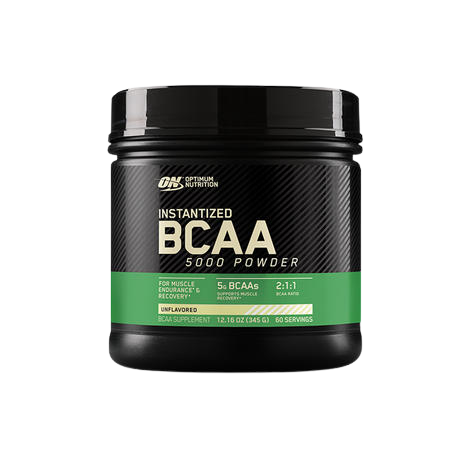 ON OPTIMUM
NUTRITION
INSTANTIZED
BCAA
5000 POWDER
FOR MUSCLE
ENDURANCE* &
RECOVERY*
5G BCAAs
SUPPORTS MUSCLE
RECOVERY*
2:1:1
BCAA RATIO
UNFLAVORED
BCAA SUPPLEMENT 12.16 OZ (345 G) 60 SERVINGS